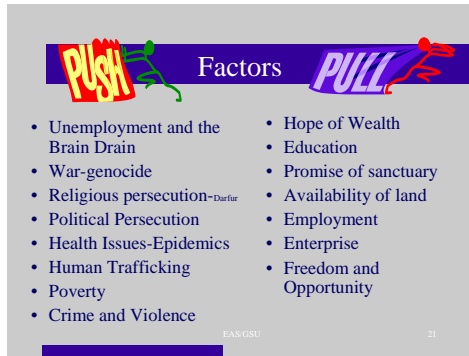 PUSH Factors PULL
• Unemployment and the
Brain Drain
• War-genocide
• Religious persecution-Darfur
• Political Persecution
• Health Issues-Epidemics
• Human Trafficking
• Poverty
• Crime and Violence
• Hope of Wealth
• Education
• Promise of sanctuary
• Availability of land
• Employment
• Enterprise
• Freedom and
Opportunity
EAS/GSU 21